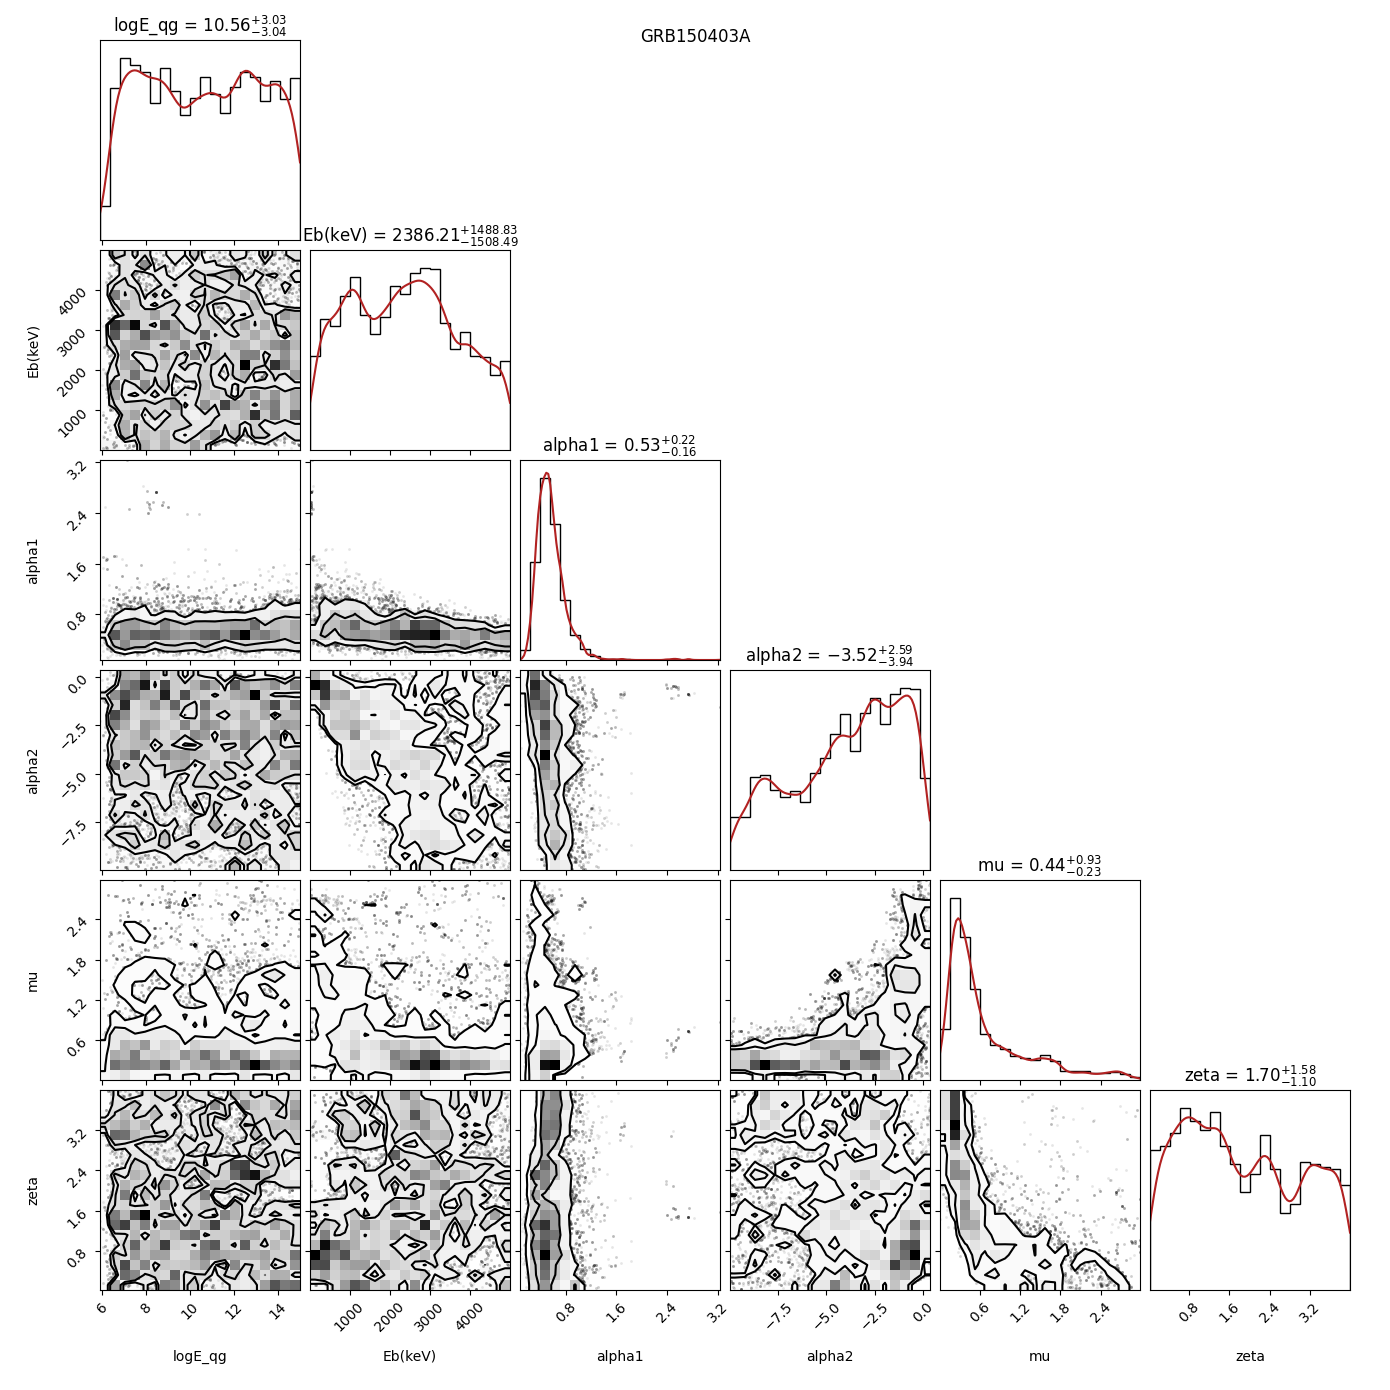 GRB150403A
logE_qg = 10.56+3.03−3.04
Eb(keV) = 2386.21+1488.83−1508.49
Eb(keV)
4000
3000
2000
1000
alpha1 = 0.53+0.22−0.16
alpha1
3.2
2.4
1.6
0.8
alpha2 = −3.52+2.59−3.94
alpha2
0.0
−2.5
−5.0
−7.5
mu = 0.44+0.93−0.23
mu
2.4
1.8
1.2
0.6
zeta = 1.70+1.58−1.10
zeta
3.2
2.4
1.6
0.8
6 8 10 12 14
1000 2000 3000 4000
0.8 1.6 2.4 3.2
−7.5 −5.0 −2.5 0.0
0.6 1.2 1.8 2.4
0.8 1.6 2.4 3.2
logE_qg Eb(keV) alpha1 alpha2 mu zeta